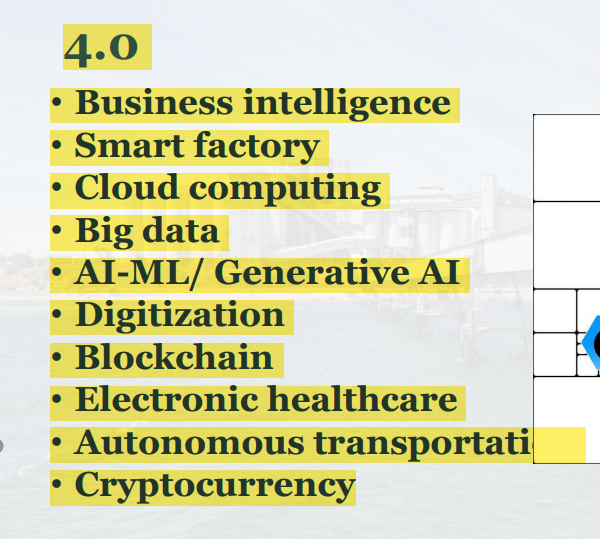 4.0
• Business intelligence
• Smart factory
• Cloud computing
• Big data
• AI-ML/ Generative AI
• Digitization
• Blockchain
• Electronic healthcare
• Autonomous transportati
• Cryptocurrency